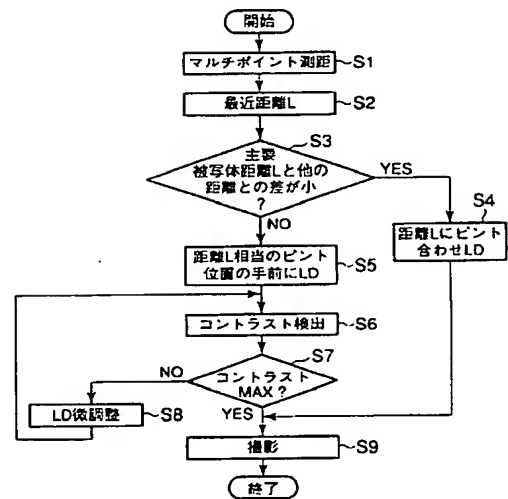 開始
マルチポイント測距
S1
最近距離L
S2
S3
主要
被写体距離Lと他の
距離との差が小
?
YES
NO
S4
距離Lにピント
合わせLD
距離L相当のピント
位置の手前にLD
S5
コントラスト検出
S6
S7
コントラスト
MAX?
NO
YES
LD微調整
S8
撮影
S9
終了